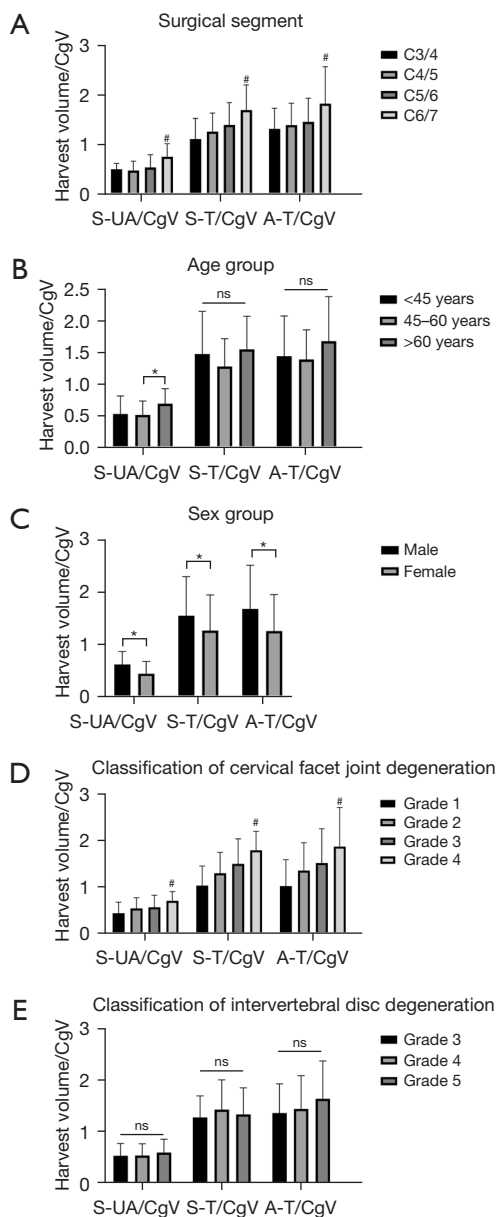 A
Surgical segment
Harvest volume/CgV
3
2
1
0
#
#
#
S-UA/CgV
S-T/CgV
A-T/CgV
C3/4
C4/5
C5/6
C6/7
B
Age group
Harvest volume/CgV
2.5
2.0
1.5
1.0
0.5
0.0
*
ns
ns
S-UA/CgV
S-T/CgV
A-T/CgV
<45 years
45–60 years
>60 years
C
Sex group
Harvest volume/CgV
3
2
1
0
*
*
*
S-UA/CgV
S-T/CgV
A-T/CgV
Male
Female
D
Classification of cervical facet joint degeneration
Harvest volume/CgV
3
2
1
0
#
#
#
S-UA/CgV
S-T/CgV
A-T/CgV
Grade 1
Grade 2
Grade 3
Grade 4
E
Classification of intervertebral disc degeneration
Harvest volume/CgV
3
2
1
0
ns
ns
ns
S-UA/CgV
S-T/CgV
A-T/CgV
Grade 3
Grade 4
Grade 5